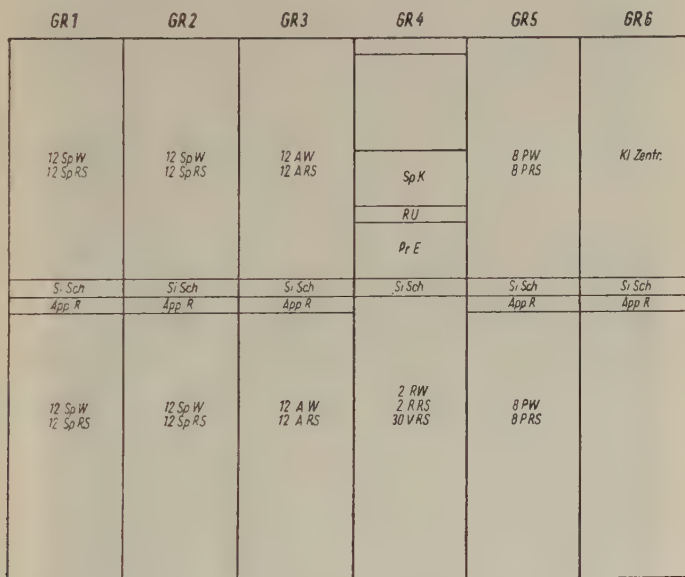 GR1 GR2 GR3 GR4 GR5 GR6
12 Sp W 12 Sp W 12 A W 8 PW Kl Zentr.
12 Sp RS 12 Sp RS 12 A RS 8 PRS
Sp K
RU
Pr E
Si Sch Si Sch Si Sch Si Sch Si Sch Si Sch
App R App R App R App R App R
12 Sp W 12 Sp W 12 A W 2 RW 8 PW
12 Sp RS 12 Sp RS 12 A RS 2 RRS 8 PRS
30 VRS